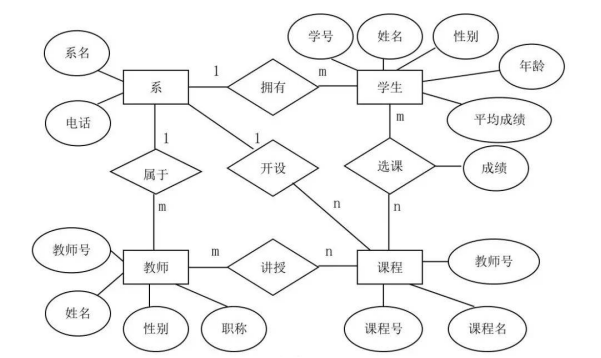 学号
姓名
性别
系名
年龄
系
1
拥有
m
学生
电话
平均成绩
1
1
m
属于
开设
选课
成绩
m
n
n
教师号
教师
m
讲授
n
课程
教师号
姓名
性别
职称
课程号
课程名